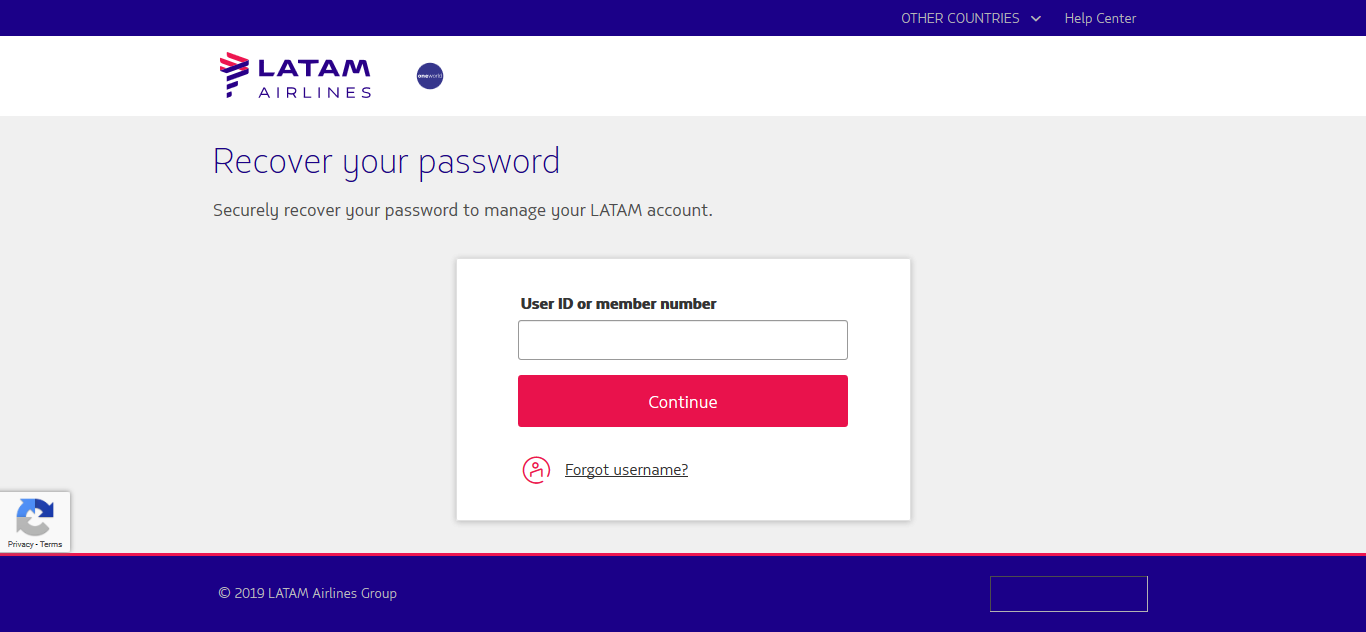 OTHER COUNTRIES Help Center
LATAM
AIRLINES
oneworld
Recover your password
Securely recover your password to manage your LATAM account.
User ID or member number
Continue
Forgot username?
Privacy - Terms
© 2019 LATAM Airlines Group